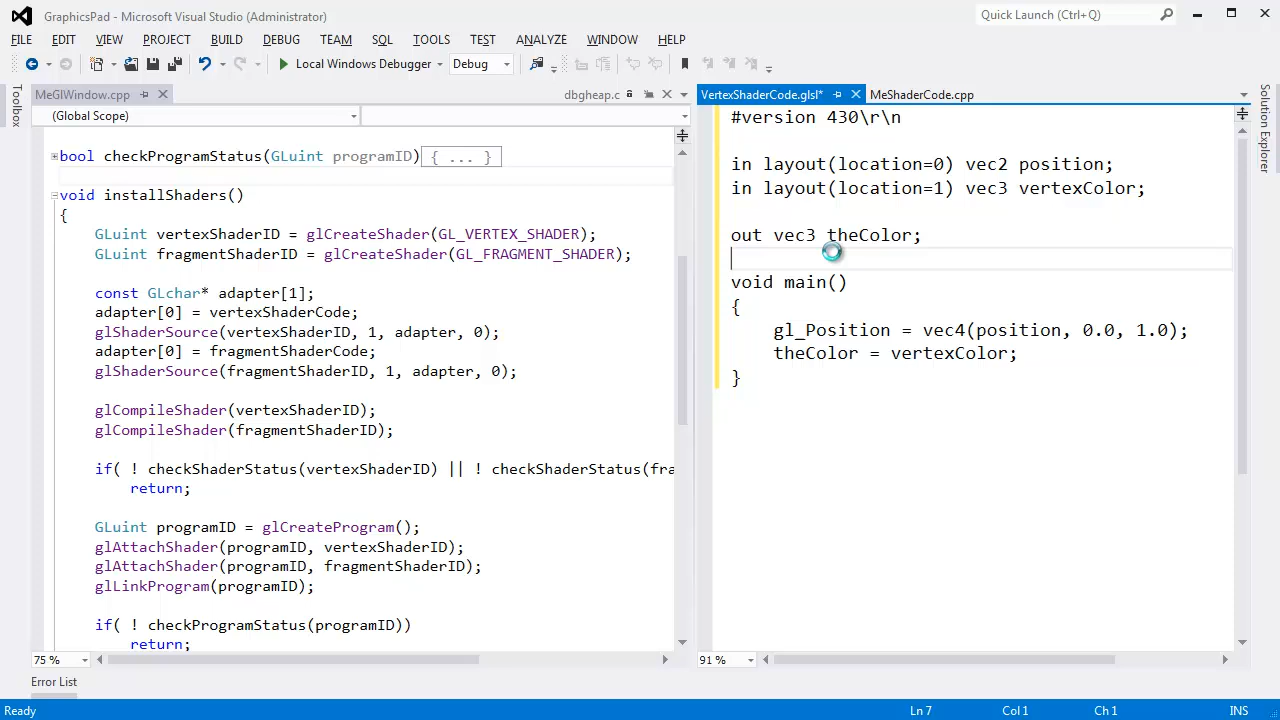 GraphicsPad - Microsoft Visual Studio (Administrator)
Quick Launch (Ctrl+Q)
FILE EDIT VIEW PROJECT BUILD DEBUG TEAM SQL TOOLS TEST ANALYZE WINDOW HELP
Local Windows Debugger Debug
Toolbox
MeGlWindow.cpp
dbgheap.c
(Global Scope)
bool checkProgramStatus(GLuint programID){ ... }
void installShaders()
{
GLuint vertexShaderID = glCreateShader(GL_VERTEX_SHADER);
GLuint fragmentShaderID = glCreateShader(GL_FRAGMENT_SHADER);
const GLchar* adapter[1];
adapter[0] = vertexShaderCode;
glShaderSource(vertexShaderID, 1, adapter, 0);
adapter[0] = fragmentShaderCode;
glShaderSource(fragmentShaderID, 1, adapter, 0);
glCompileShader(vertexShaderID);
glCompileShader(fragmentShaderID);
if( ! checkShaderStatus(vertexShaderID) || ! checkShaderStatus(fra
return;
GLuint programID = glCreateProgram();
glAttachShader(programID, vertexShaderID);
glAttachShader(programID, fragmentShaderID);
glLinkProgram(programID);
if( ! checkProgramStatus(programID))
return;
75 %
VertexShaderCode.glsl*
MeShaderCode.cpp
#version 430\r\n
in layout(location=0) vec2 position;
in layout(location=1) vec3 vertexColor;
out vec3 theColor;
void main()
{
gl_Position = vec4(position, 0.0, 1.0);
theColor = vertexColor;
}
91 %
Solution Explorer
Error List
Ready
Ln 7 Col 1 Ch 1 INS